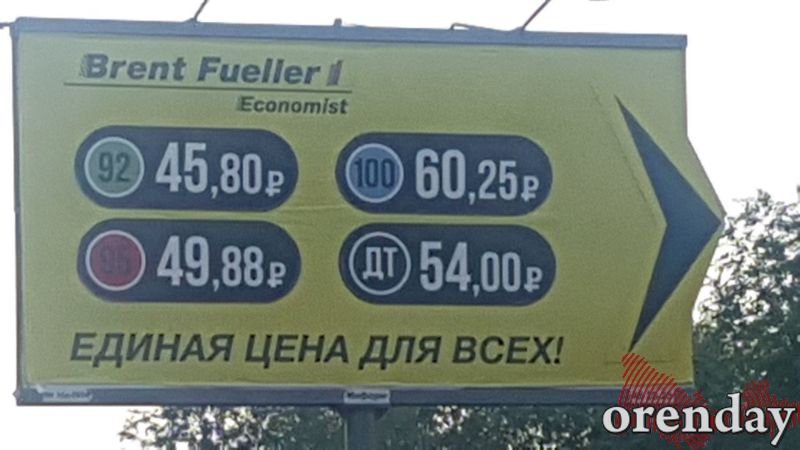 Brent Fueller 1
Economist
92 45,80₽ 100 60,25₽
95 49,88₽ ДТ 54,00₽
ЕДИНАЯ ЦЕНА ДЛЯ ВСЕХ!
orenday